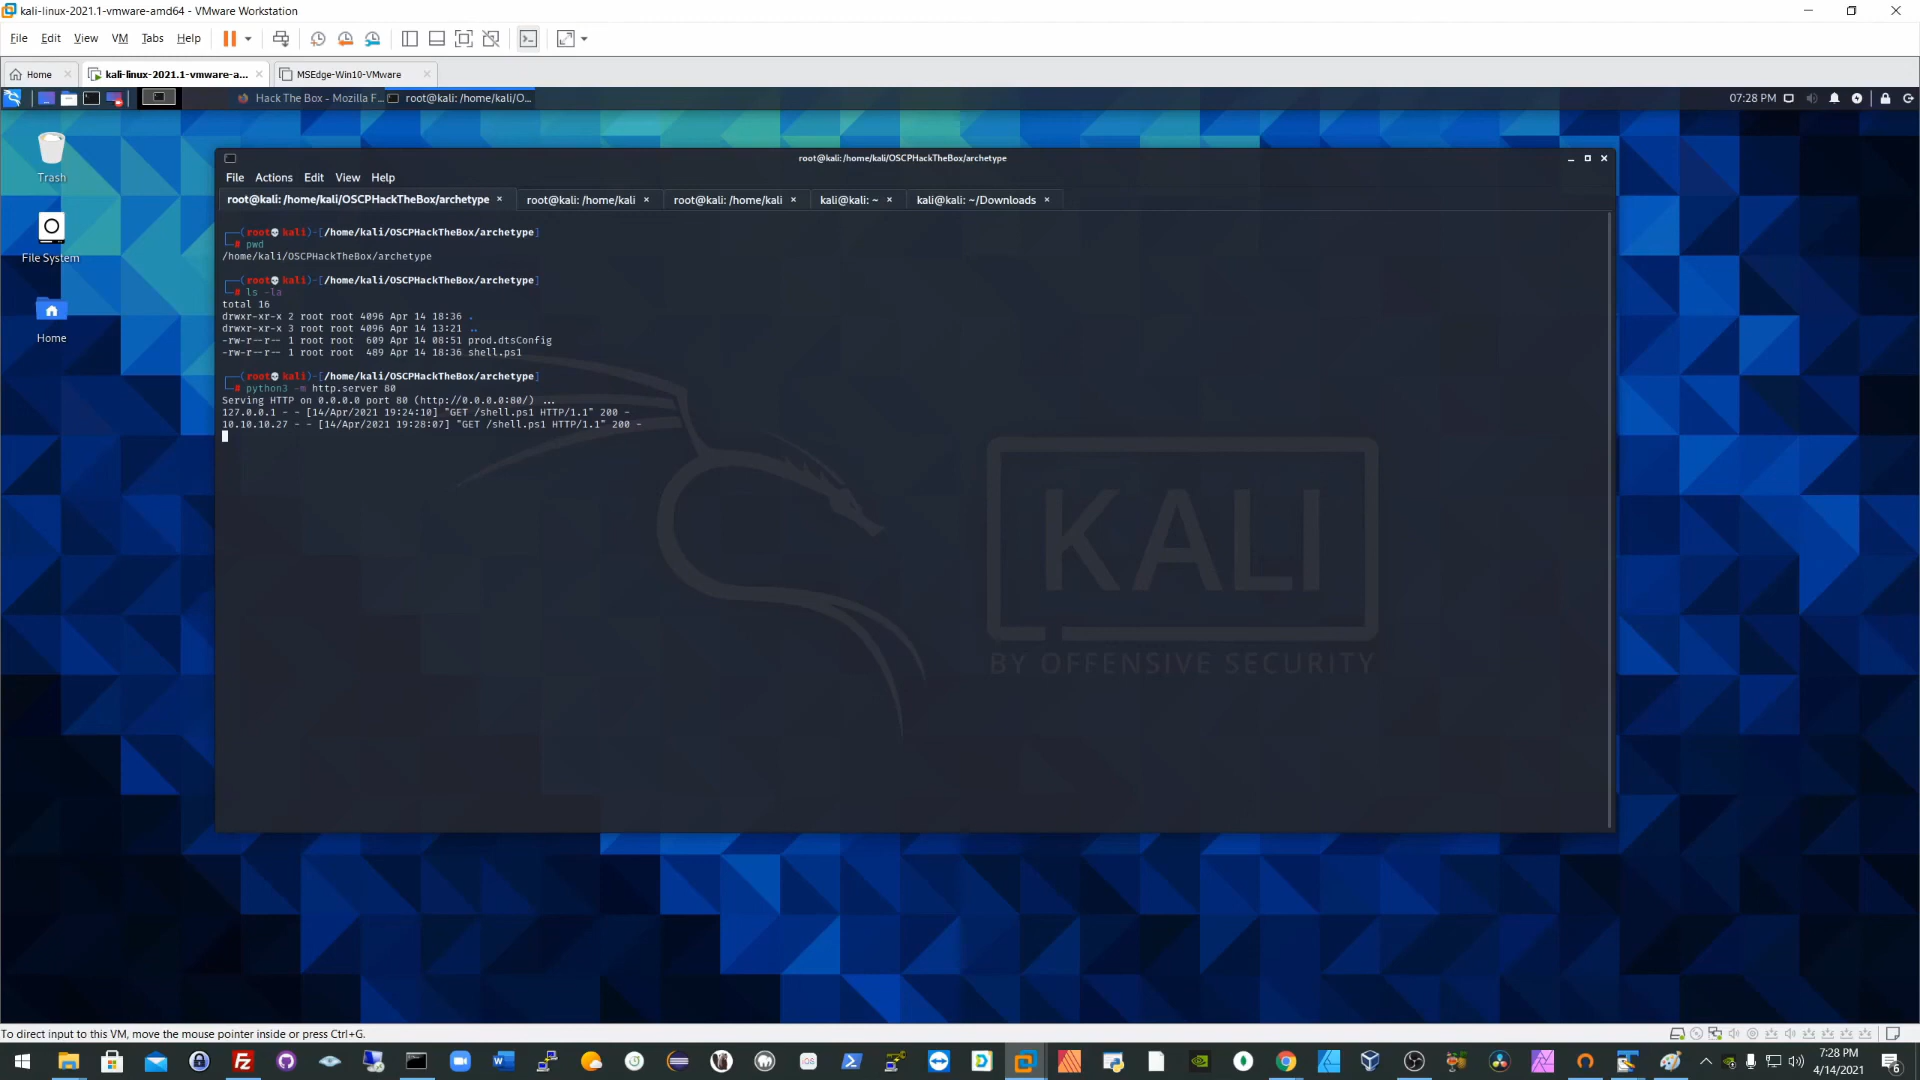 kali-linux-2021.1-vmware-amd64 - VMware Workstation
File Edit View VM Tabs Help
Home kali-linux-2021.1-vmware-a... MSEdge-Win10-VMware
Hack The Box - Mozilla F... root@kali: /home/kali/O... 07:28 PM
Trash
File System
Home
root@kali: /home/kali/OSCPHackTheBox/archetype
File Actions Edit View Help
root@kali: /home/kali/OSCPHackTheBox/archetype root@kali: /home/kali root@kali: /home/kali kali@kali: ~ kali@kali: ~/Downloads
(root💀kali)-[/home/kali/OSCPHackTheBox/archetype]
# pwd
/home/kali/OSCPHackTheBox/archetype
(root💀kali)-[/home/kali/OSCPHackTheBox/archetype]
# ls -la
total 16
drwxr-xr-x 2 root root 4096 Apr 14 18:36 .
drwxr-xr-x 3 root root 4096 Apr 14 13:21 ..
-rw-r--r-- 1 root root  609 Apr 14 08:51 prod.dtsConfig
-rw-r--r-- 1 root root  489 Apr 14 18:36 shell.ps1
(root💀kali)-[/home/kali/OSCPHackTheBox/archetype]
# python3 -m http.server 80
Serving HTTP on 0.0.0.0 port 80 (http://0.0.0.0:80/) ...
127.0.0.1 - - [14/Apr/2021 19:24:10] "GET /shell.ps1 HTTP/1.1" 200 -
10.10.10.27 - - [14/Apr/2021 19:28:07] "GET /shell.ps1 HTTP/1.1" 200 -
KALI
BY OFFENSIVE SECURITY
To direct input to this VM, move the mouse pointer inside or press Ctrl+G.
7:28 PM
4/14/2021
6